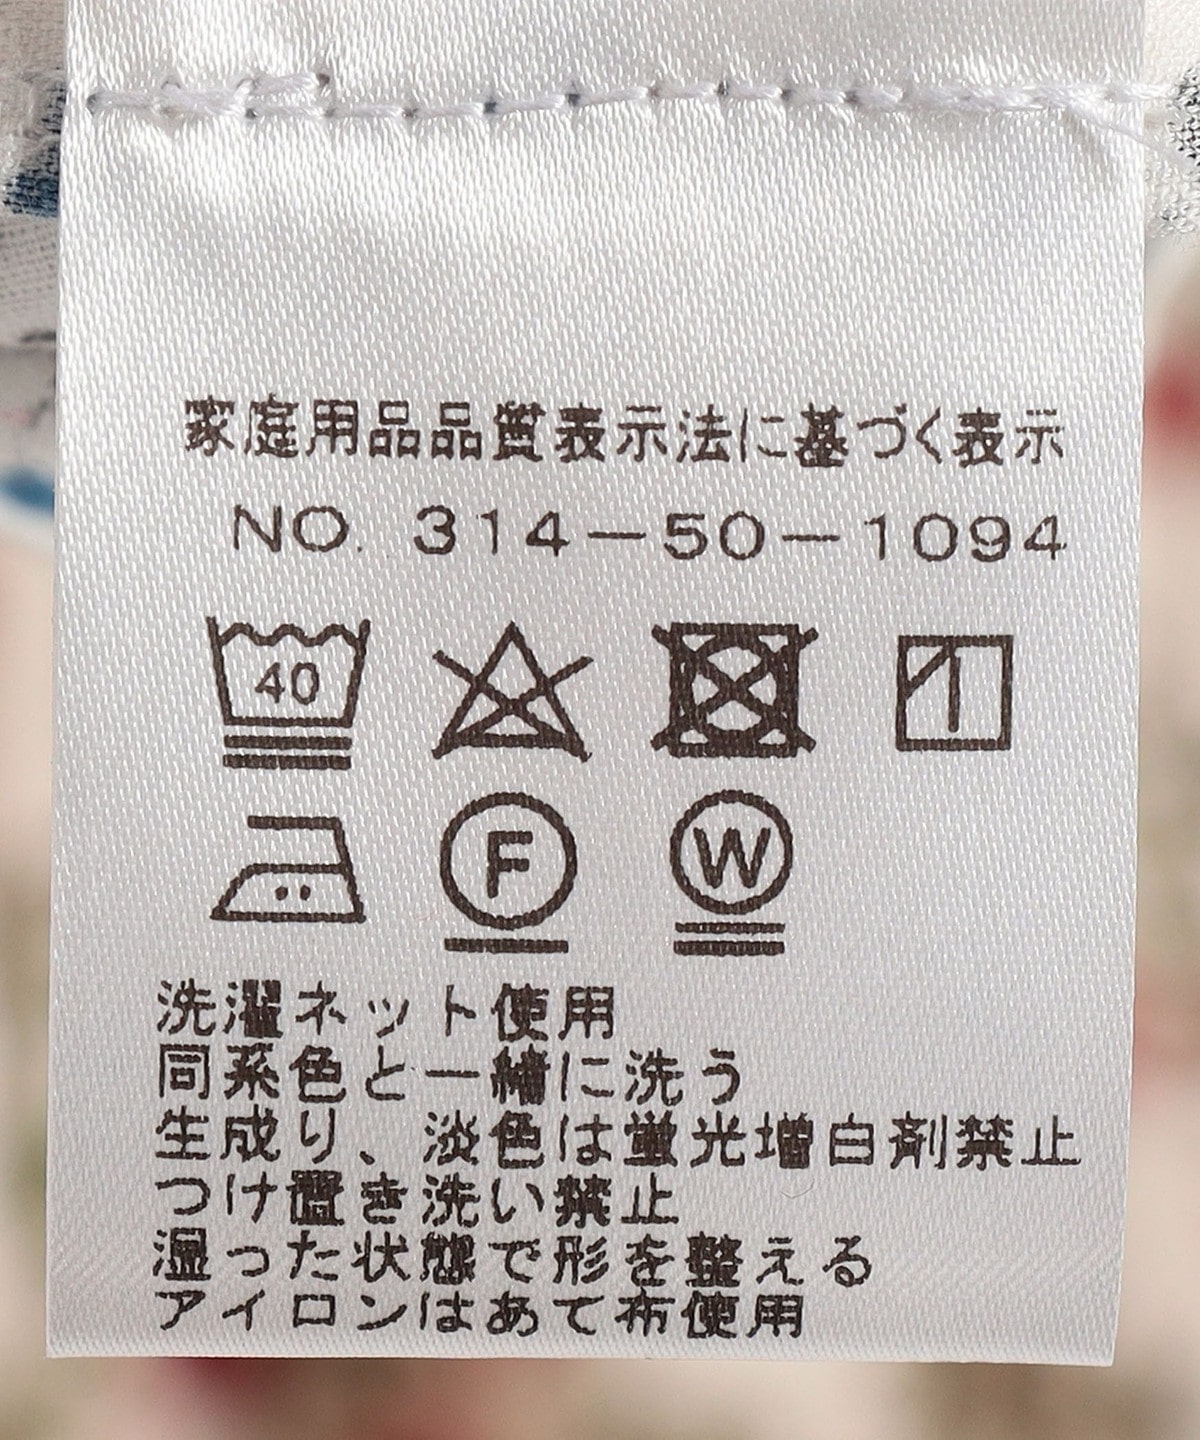 家庭用品品質表示法に基づく表示
NO. 314-50-1094
40
F W
洗濯ネット使用
同系色と一緒に洗う
生成り、淡色は蛍光増白剤禁止
つけ置き洗い禁止
湿った状態で形を整える
アイロンはあて布使用